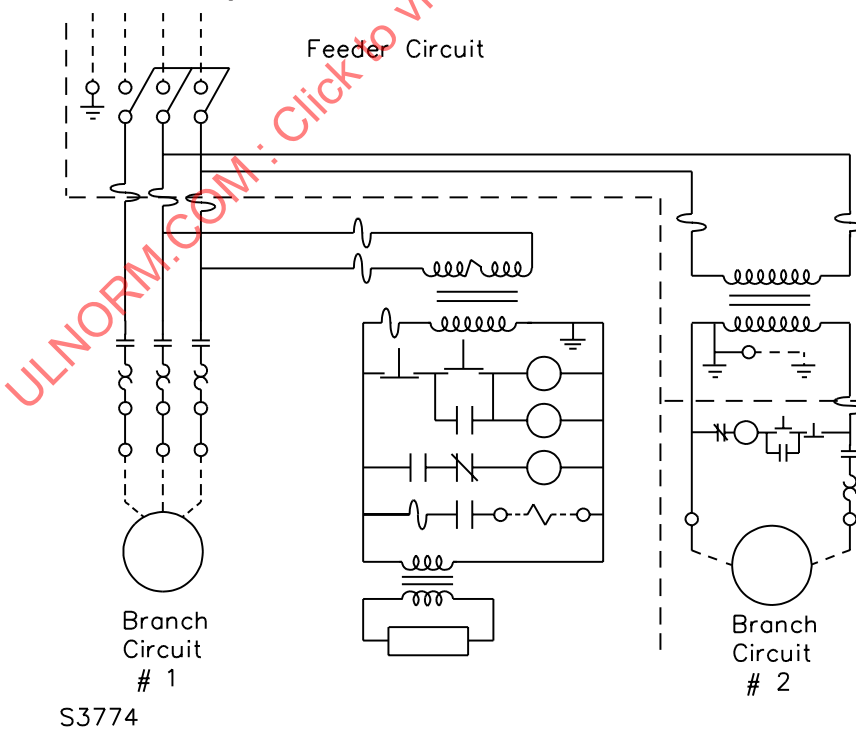 Feeder Circuit
ULNORM.COM : Click to vi
Branch
Circuit
# 1
Branch
Circuit
# 2
S3774